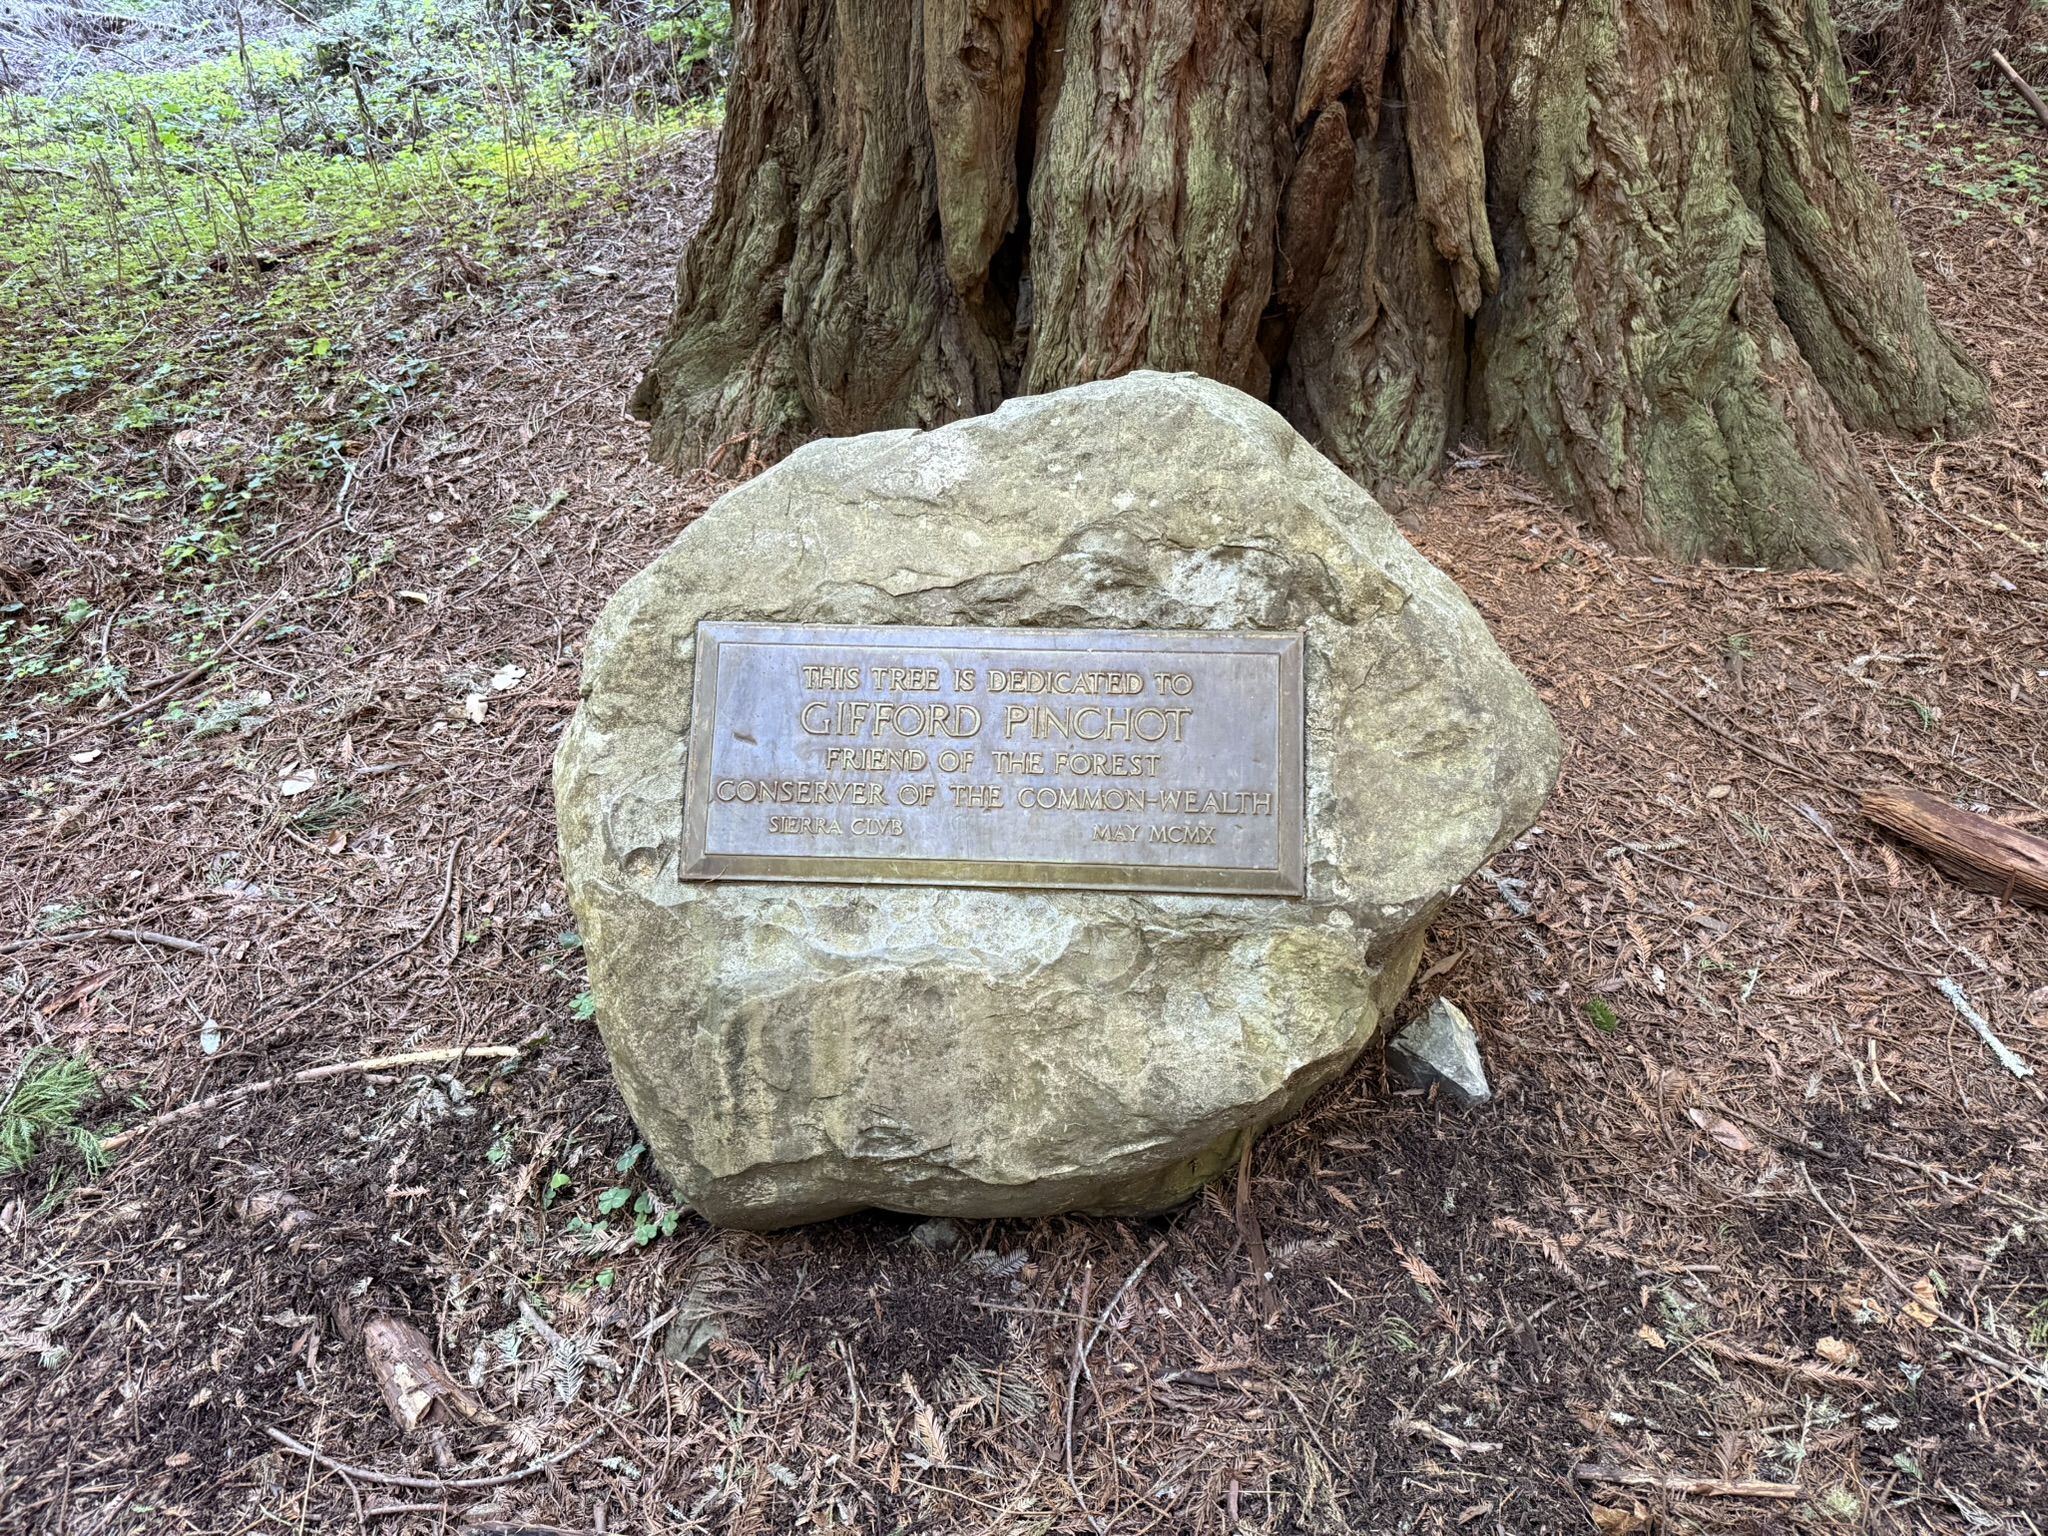 THIS TREE IS DEDICATED TO
GIFFORD PINCHOT
FRIEND OF THE FOREST
CONSERVER OF THE COMMON-WEALTH
SIERRA CLVB MAY MCMX